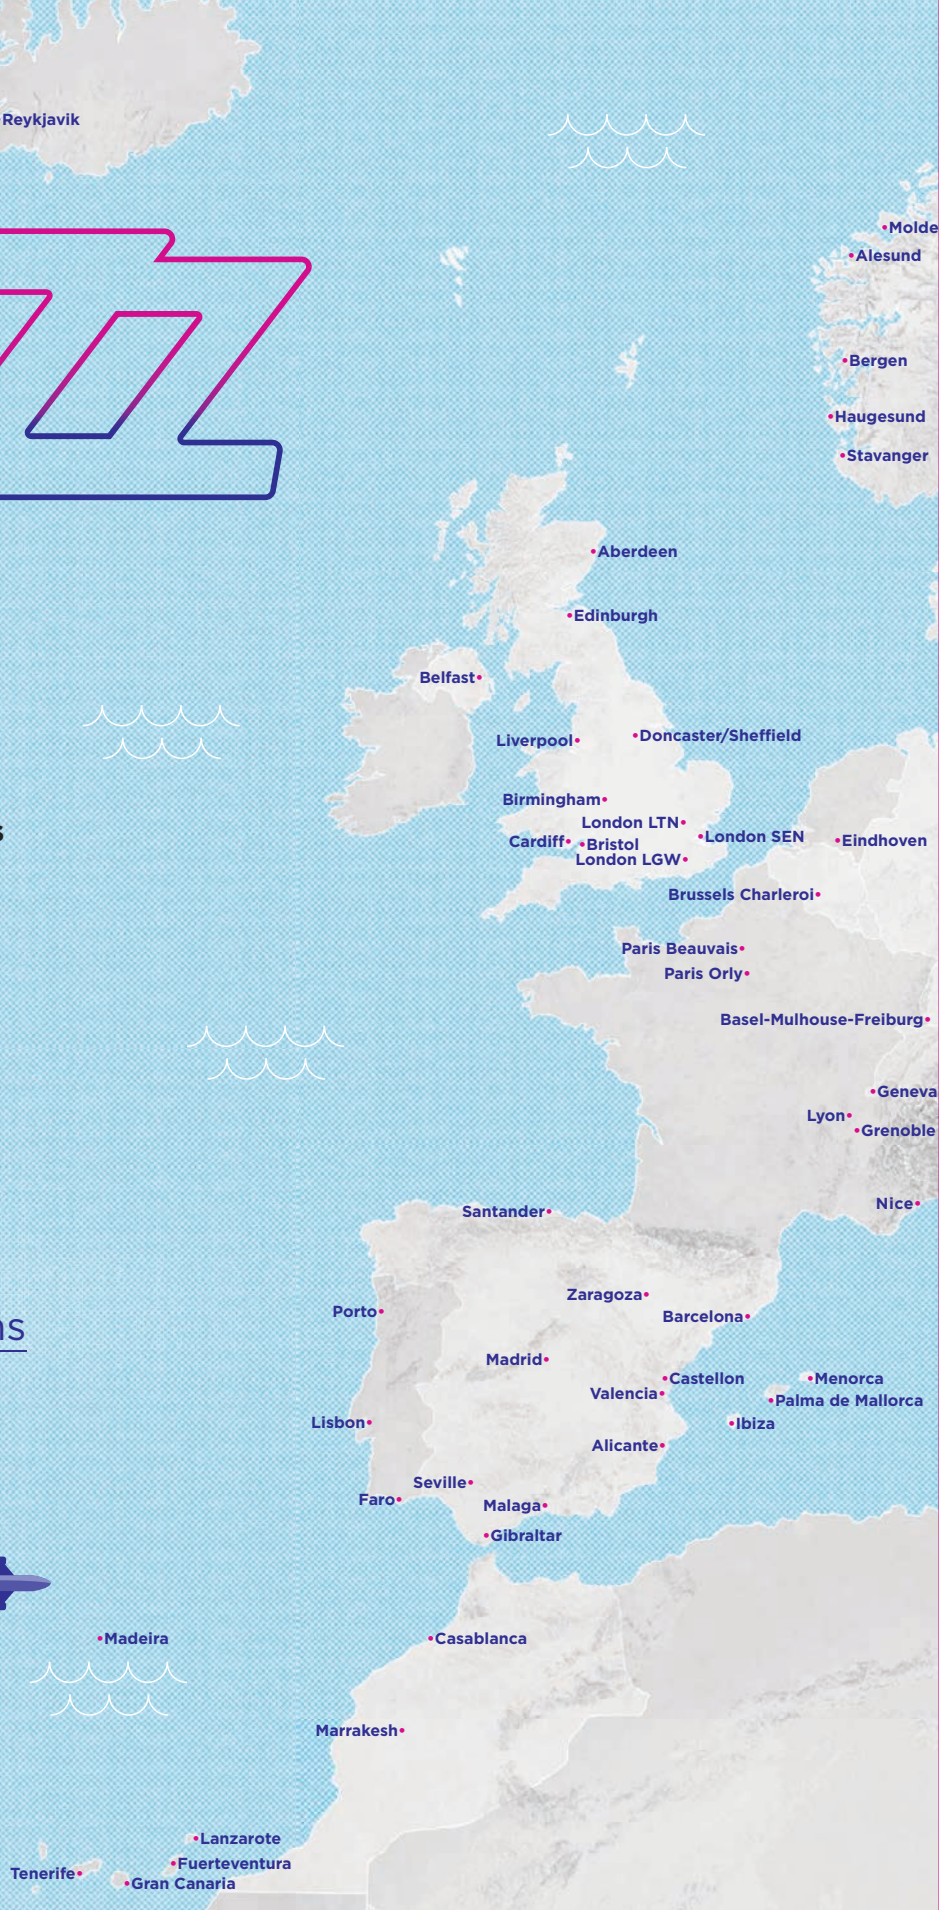 Reykjavik
Molde
Alesund
Bergen
Haugesund
Stavanger
Aberdeen
Edinburgh
Belfast
Doncaster/Sheffield
Liverpool
Birmingham
London LTN
London SEN
Cardiff
Bristol
Eindhoven
London LGW
Brussels Charleroi
Paris Beauvais
Paris Orly
Basel-Mulhouse-Freiburg
Geneva
Lyon
Grenoble
Nice
Santander
Zaragoza
Porto
Barcelona
Madrid
Castellon
Menorca
Valencia
Palma de Mallorca
Lisbon
Ibiza
Alicante
Seville
Faro
Malaga
Gibraltar
Madeira
Casablanca
Marrakesh
Lanzarote
Fuerteventura
Tenerife
Gran Canaria